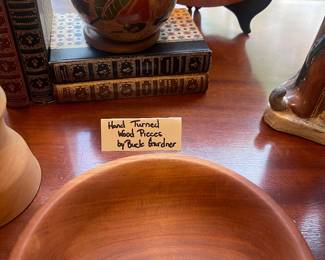 Hand Turned
Wood Pieces
by Buck Gardner